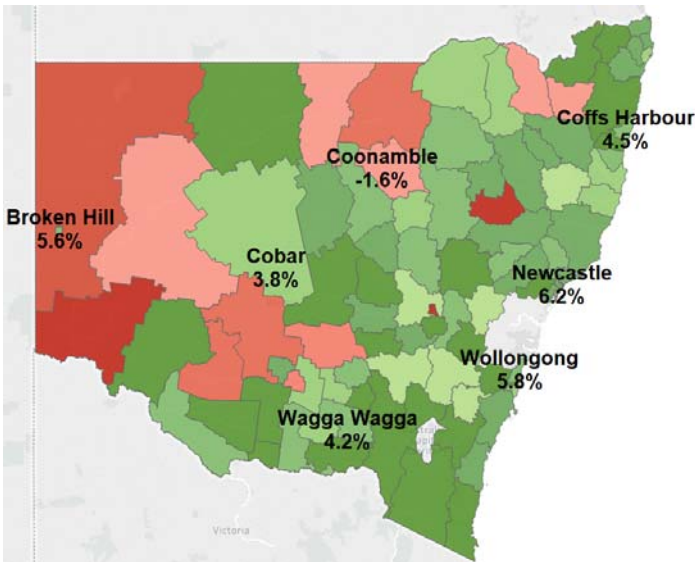 Coffs Harbour
4.5%
Coonamble
-1.6%
Broken Hill
5.6%
Cobar
3.8%
Newcastle
6.2%
Wollongong
5.8%
Wagga Wagga
4.2%
Victoria